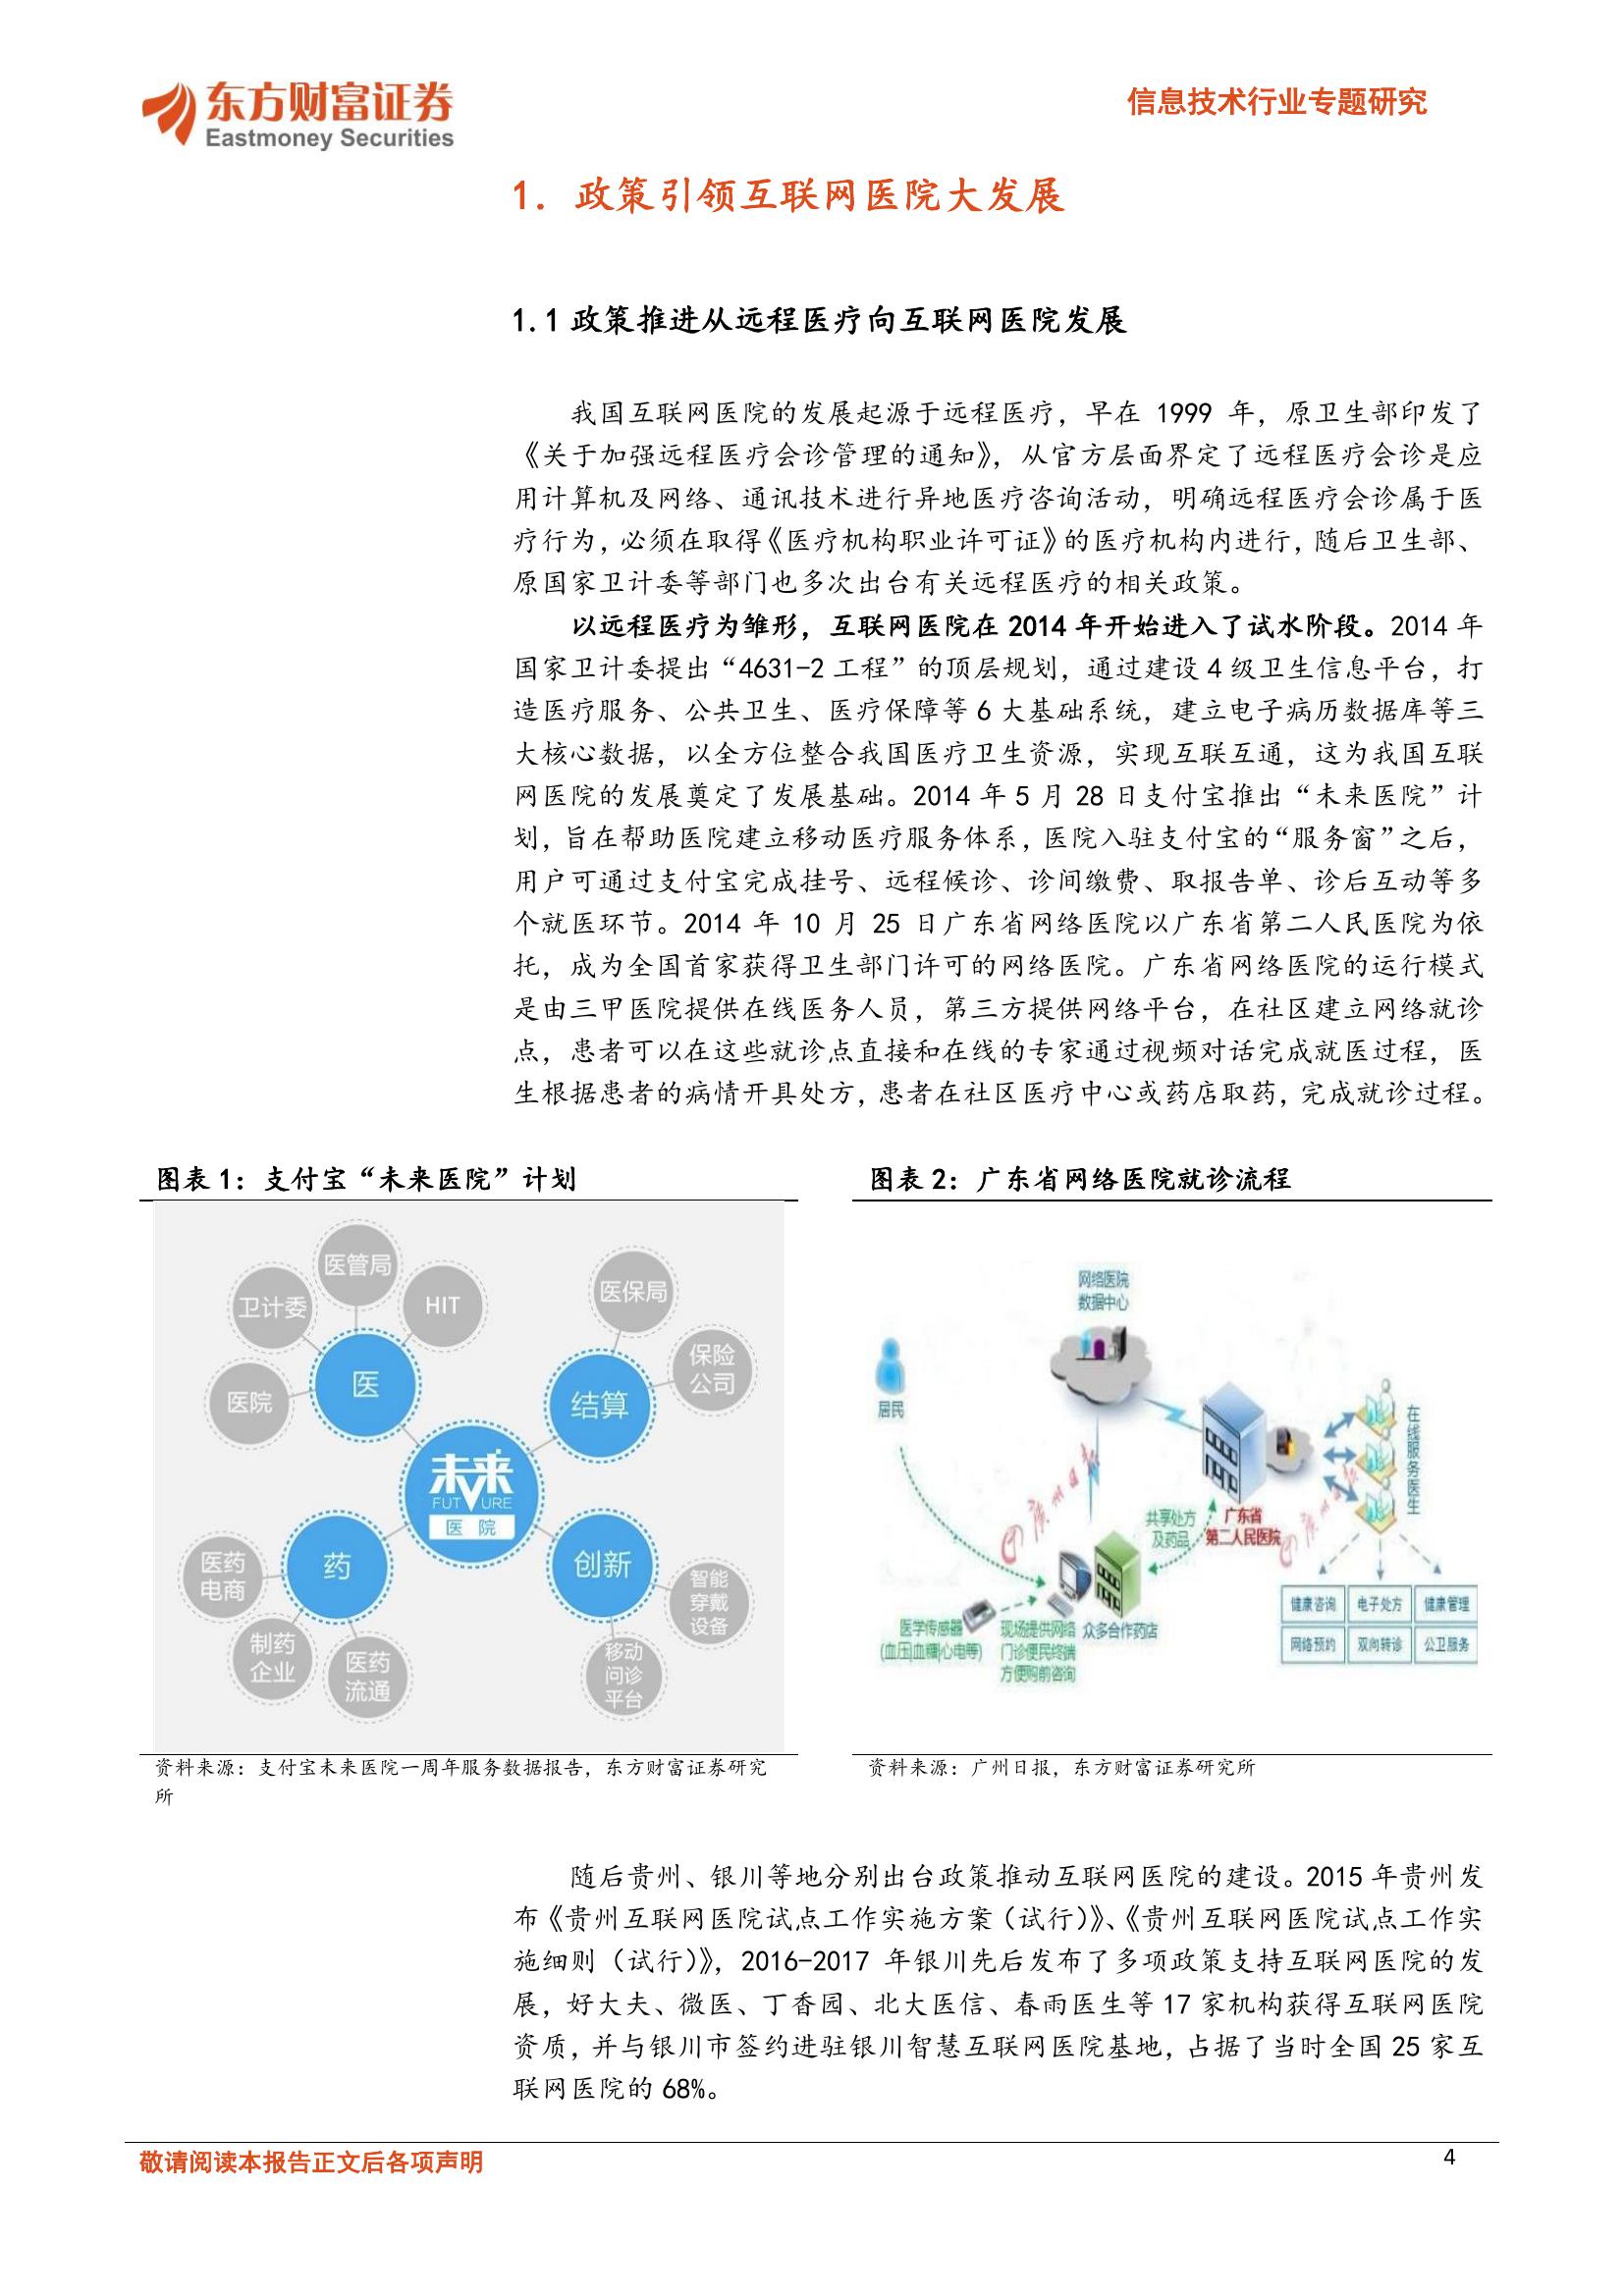 东方财富证券
Eastmoney Securities
信息技术行业专题研究
1. 政策引领互联网医院大发展
1.1 政策推进从远程医疗向互联网医院发展
我国互联网医院的发展起源于远程医疗，早在 1999 年，原卫生部印发了
《关于加强远程医疗会诊管理的通知》，从官方层面界定了远程医疗会诊是应
用计算机及网络、通讯技术进行异地医疗咨询活动，明确远程医疗会诊属于医
疗行为，必须在取得《医疗机构职业许可证》的医疗机构内进行，随后卫生部、
原国家卫计委等部门也多次出台有关远程医疗的相关政策。
以远程医疗为雏形，互联网医院在 2014 年开始进入了试水阶段。2014 年
国家卫计委提出“4631-2 工程”的顶层规划，通过建设 4 级卫生信息平台，打
造医疗服务、公共卫生、医疗保障等 6 大基础系统，建立电子病历数据库等三
大核心数据，以全方位整合我国医疗卫生资源，实现互联互通，这为我国互联
网医院的发展奠定了发展基础。2014 年 5 月 28 日支付宝推出“未来医院”计
划，旨在帮助医院建立移动医疗服务体系，医院入驻支付宝的“服务窗”之后，
用户可通过支付宝完成挂号、远程候诊、诊间缴费、取报告单、诊后互动等多
个就医环节。2014 年 10 月 25 日广东省网络医院以广东省第二人民医院为依
托，成为全国首家获得卫生部门许可的网络医院。广东省网络医院的运行模式
是由三甲医院提供在线医务人员，第三方提供网络平台，在社区建立网络就诊
点，患者可以在这些就诊点直接和在线的专家通过视频对话完成就医过程，医
生根据患者的病情开具处方，患者在社区医疗中心或药店取药，完成就诊过程。
图表 1：支付宝“未来医院”计划
医管局
卫计委
HIT
医院
医
医保局
保险
公司
结算
未来
FUTURE
医 院
药
医药
电商
制药
企业
医药
流通
创新
智能
穿戴
设备
移动
问诊
平台
资料来源：支付宝未来医院一周年服务数据报告，东方财富证券研究
所
图表 2：广东省网络医院就诊流程
网络医院
数据中心
居民
在线服务医生
共享处方
及药品
广东省
第二人民医院
医学传感器
(血压|血糖|心电等)
现场提供网络
门诊便民终端
方便购前咨询
众多合作药店
健康咨询 电子处方 健康管理
网络预约 双向转诊 公卫服务
资料来源：广州日报，东方财富证券研究所
随后贵州、银川等地分别出台政策推动互联网医院的建设。2015 年贵州发
布《贵州互联网医院试点工作实施方案（试行）》、《贵州互联网医院试点工作实
施细则（试行）》，2016-2017 年银川先后发布了多项政策支持互联网医院的发
展，好大夫、微医、丁香园、北大医信、春雨医生等 17 家机构获得互联网医院
资质，并与银川市签约进驻银川智慧互联网医院基地，占据了当时全国 25 家互
联网医院的 68%。
敬请阅读本报告正文后各项声明
4